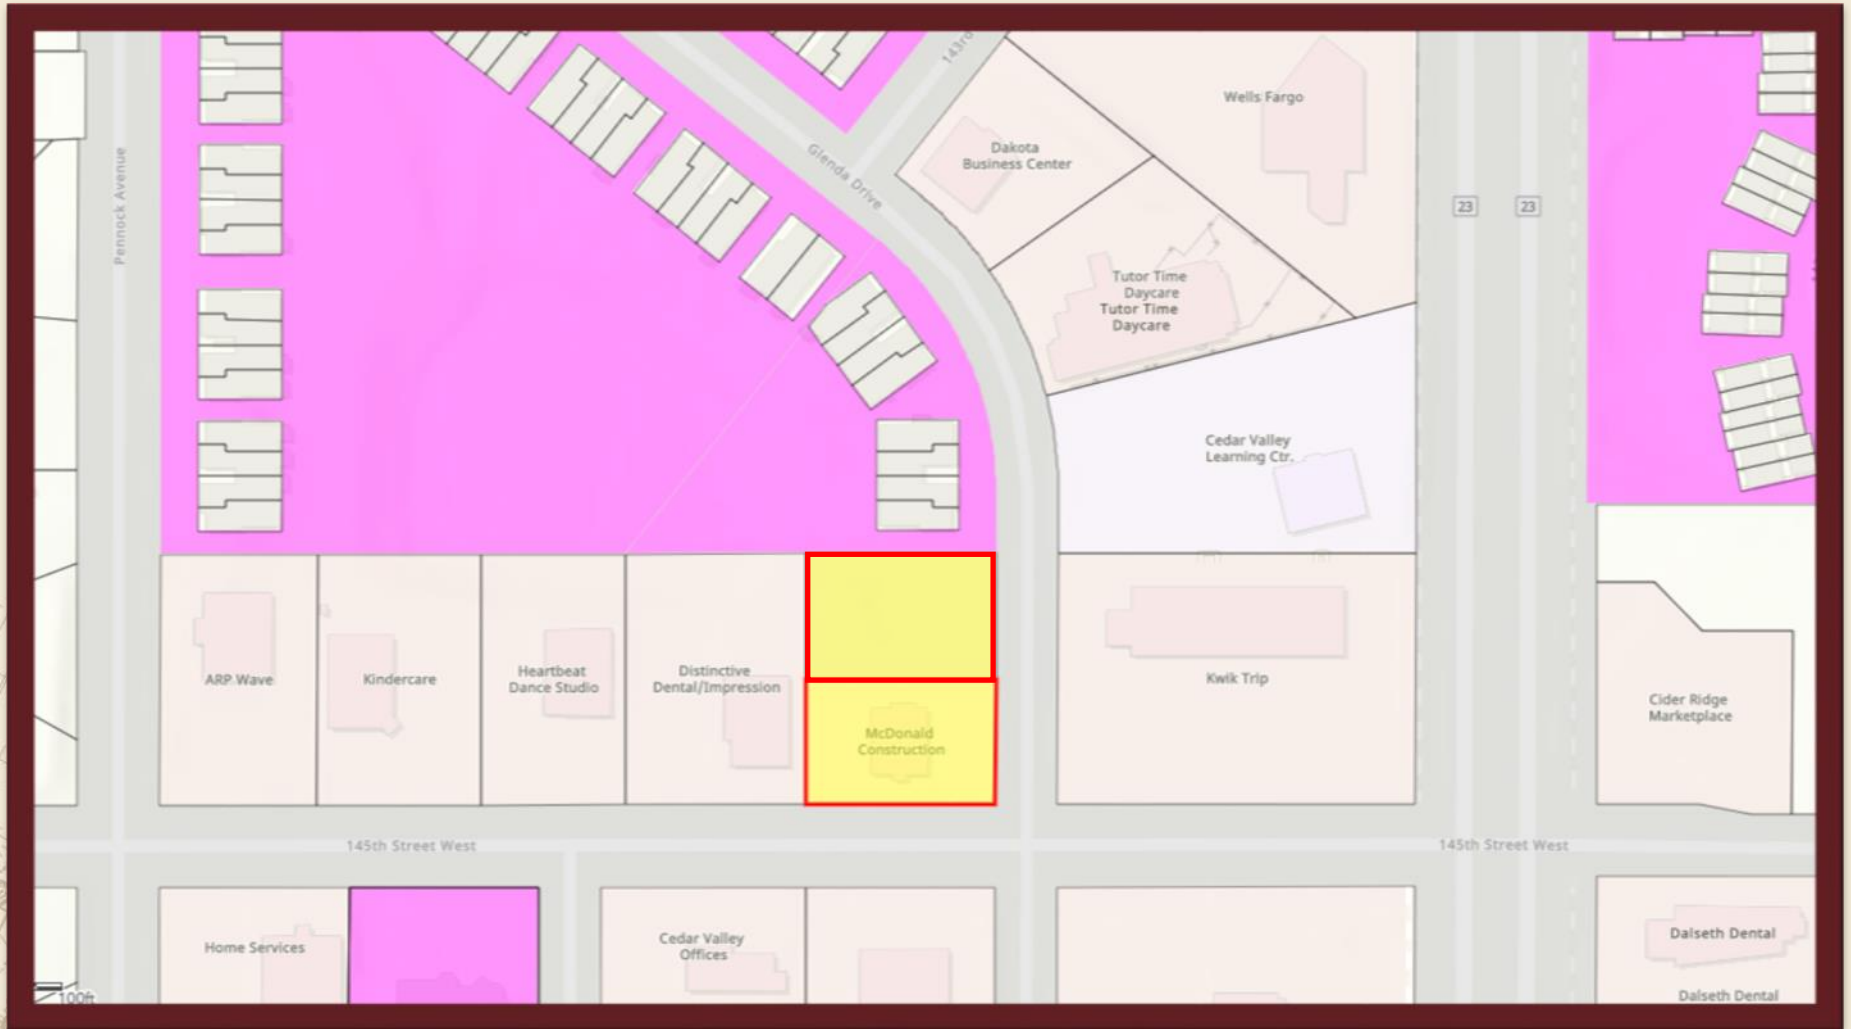 143rd
Wells Fargo
Dakota
Business Center
Glenda Drive
Pennock Avenue
23
23
Tutor Time
Daycare
Tutor Time
Daycare
Cedar Valley
Learning Ctr.
ARP Wave
Kindercare
Heartbeat
Dance Studio
Distinctive
Dental/Impression
McDonald
Construction
Kwik Trip
Cider Ridge
Marketplace
145th Street West
145th Street West
Home Services
Cedar Valley
Offices
Dalseth Dental
Dalseth Dental
100ft